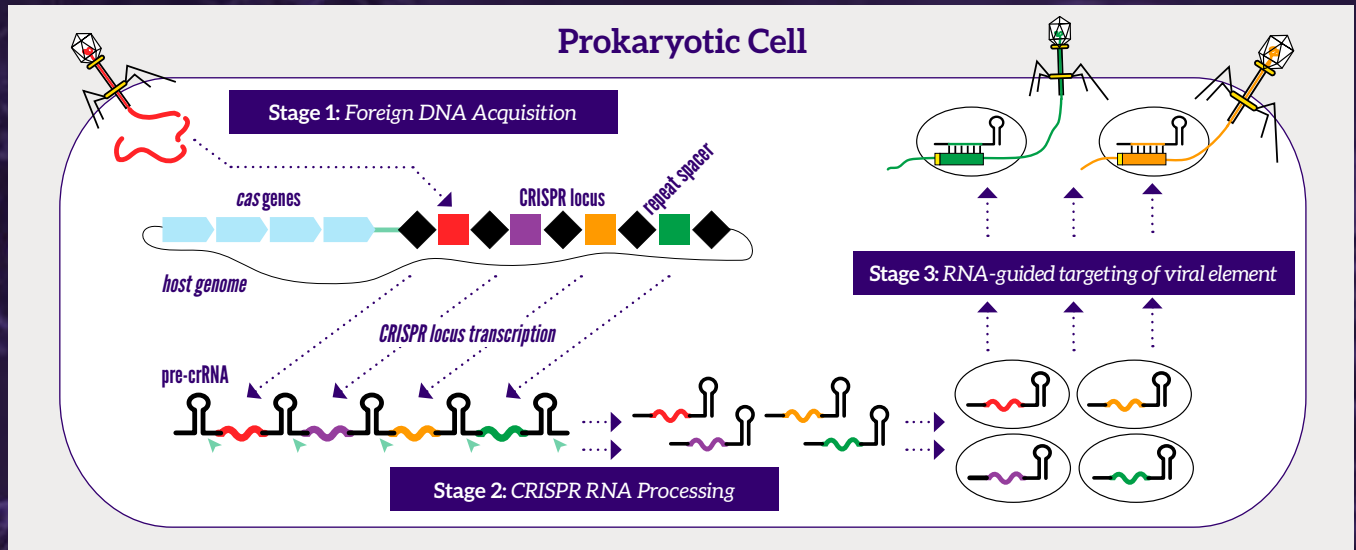 Prokaryotic Cell
Stage 1: Foreign DNA Acquisition
cas genes
CRISPR locus
repeat spacer
host genome
CRISPR locus transcription
pre-crRNA
Stage 2: CRISPR RNA Processing
Stage 3: RNA-guided targeting of viral element